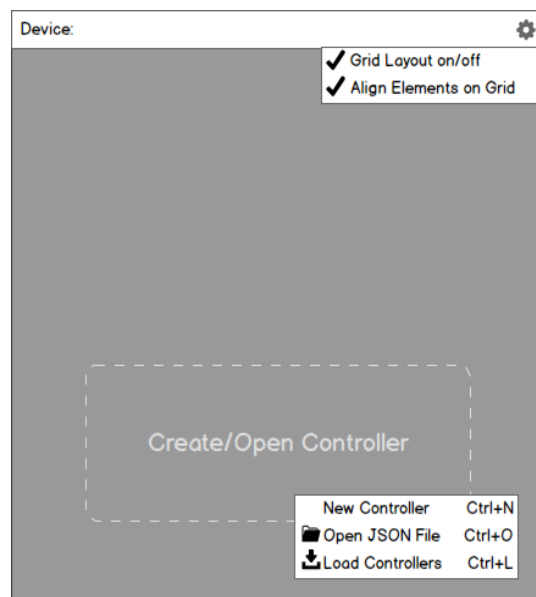 Device:
Grid Layout on/off
Align Elements on Grid
Create/Open Controller
New Controller Ctrl+N
Open JSON File Ctrl+O
Load Controllers Ctrl+L